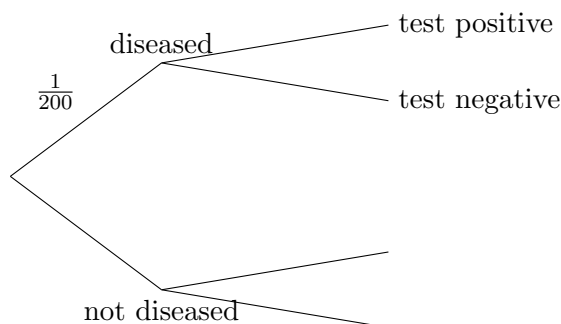 diseased
test positive
1/200
test negative
not diseased